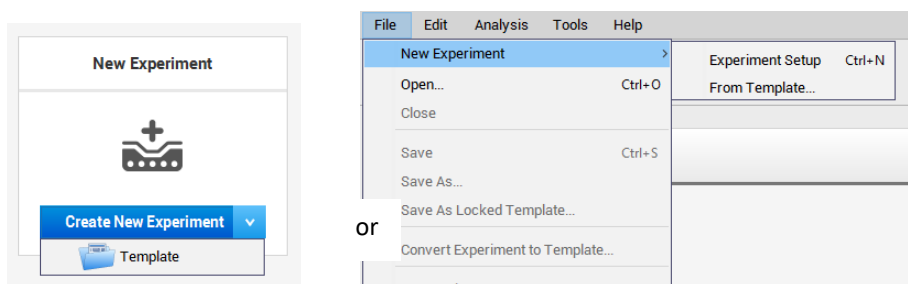 New Experiment
Create New Experiment
Template
or
File Edit Analysis Tools Help
New Experiment
Experiment Setup Ctrl+N
From Template...
Open... Ctrl+O
Close
Save Ctrl+S
Save As...
Save As Locked Template...
Convert Experiment to Template...